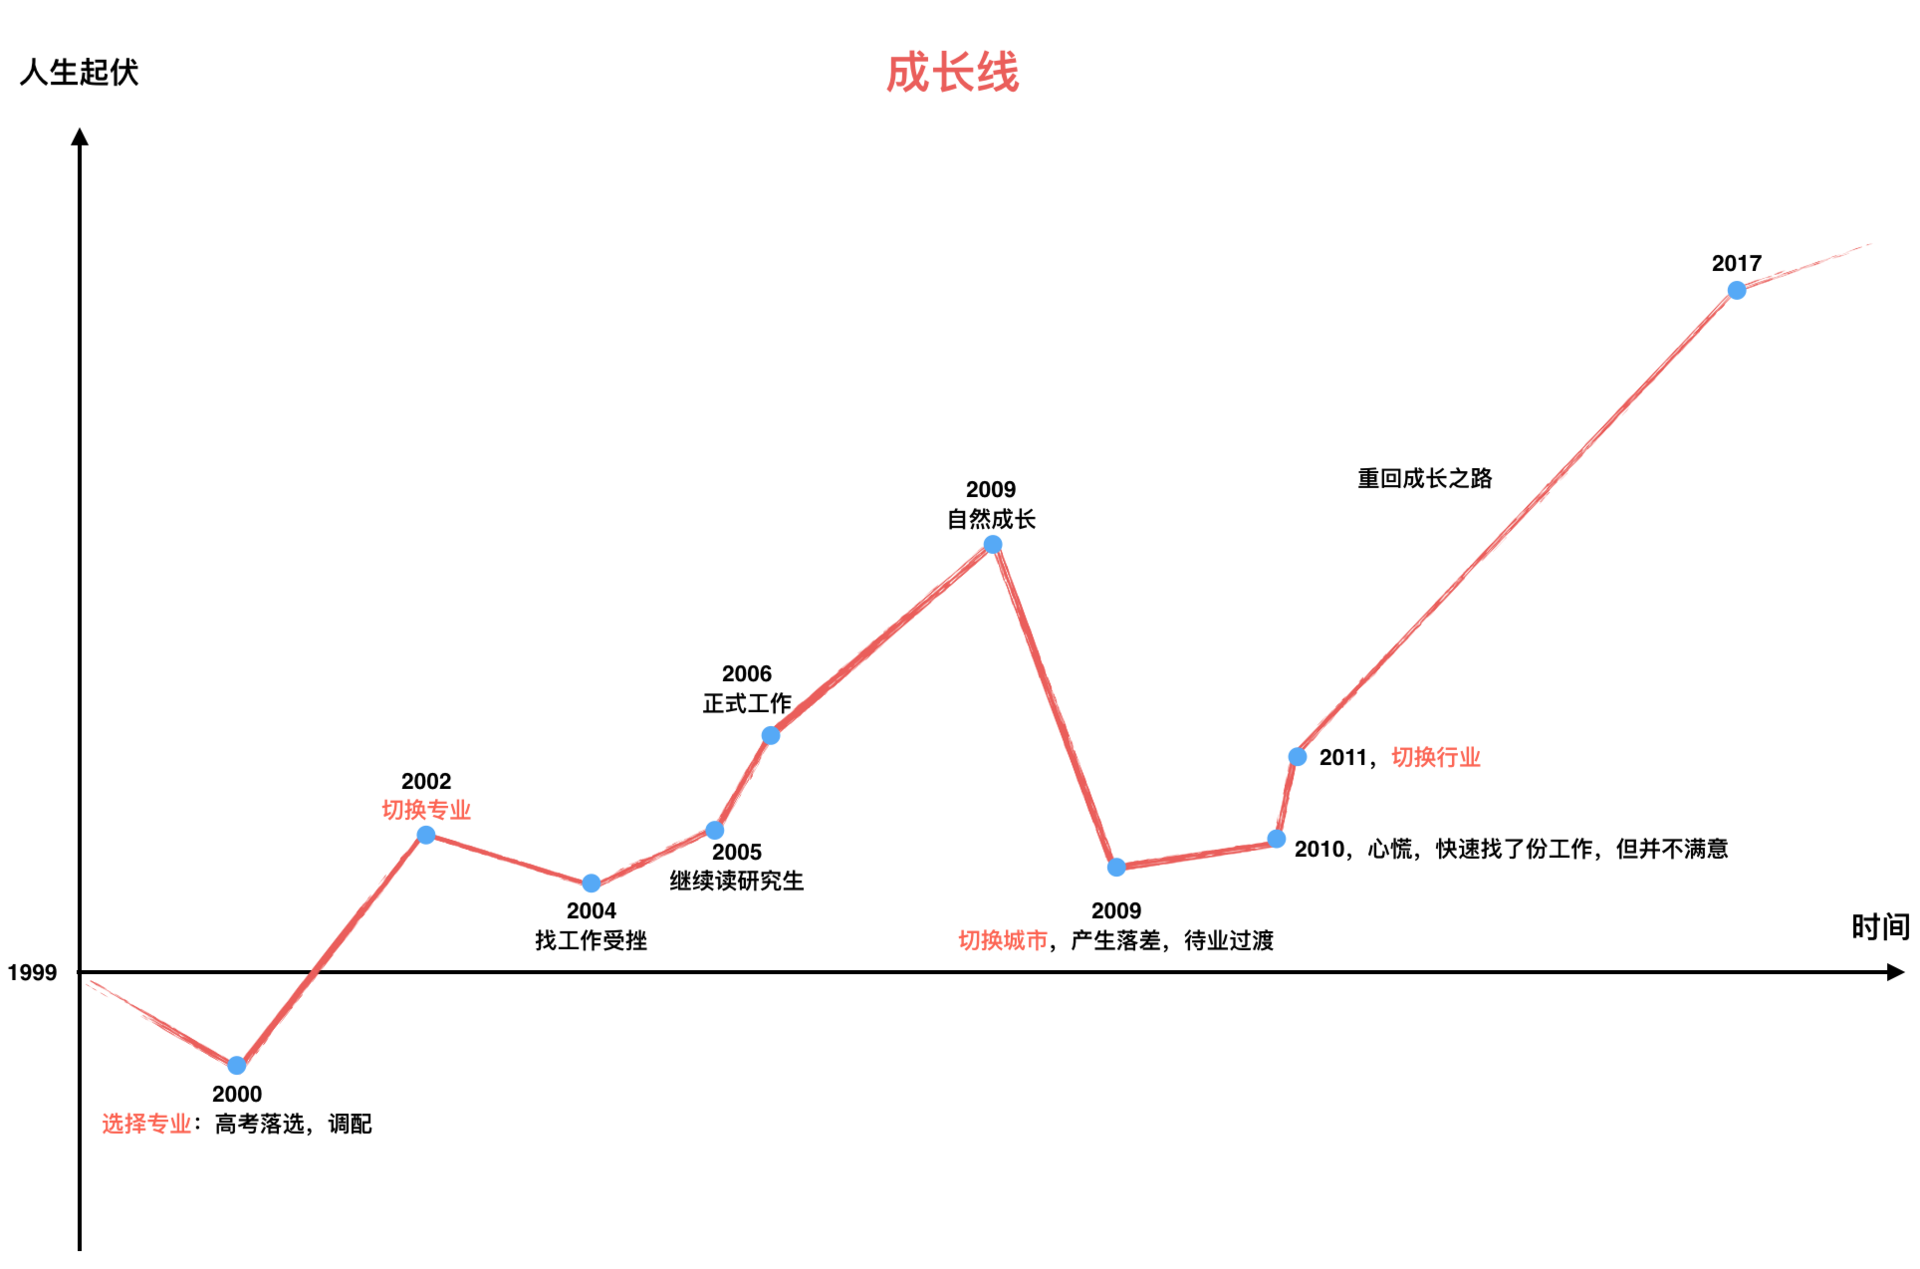 成长线
人生起伏
2017
重回成长之路
2009
自然成长
2006
正式工作
2011，切换行业
2002
切换专业
2010，心慌，快速找了份工作，但并不满意
2005
继续读研究生
2004
找工作受挫
2009
切换城市，产生落差，待业过渡
时间
1999
2000
选择专业：高考落选，调配